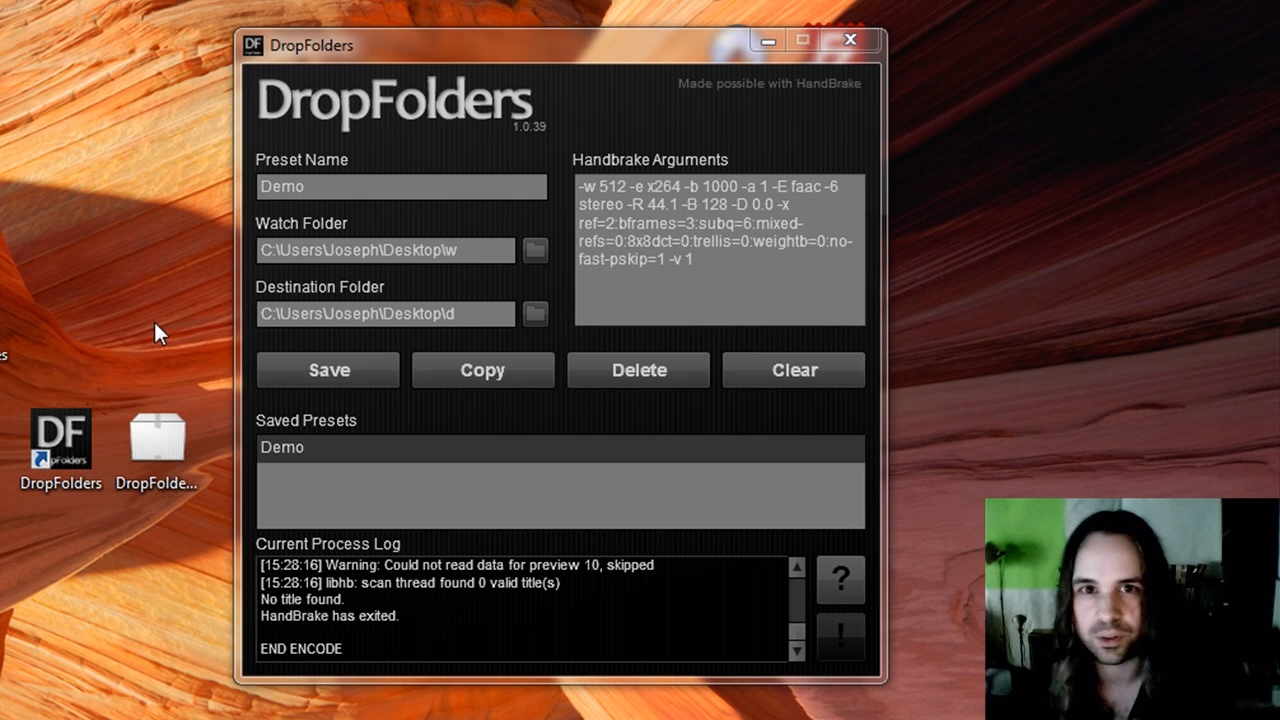 DropFolders
DropFolders
1.0.39
Made possible with HandBrake
Preset Name
Demo
Watch Folder
C:\Users\Joseph\Desktop\w
Destination Folder
C:\Users\Joseph\Desktop\d
Handbrake Arguments
-w 512 -e x264 -b 1000 -a 1 -E faac -6
stereo -R 44.1 -B 128 -D 0.0 -x
ref=2:bframes=3:subq=6:mixed-
refs=0:8x8dct=0:trellis=0:weightb=0:no-
fast-pskip=1 -v 1
Save
Copy
Delete
Clear
Saved Presets
Demo
Current Process Log
[15:28:16] Warning: Could not read data for preview 10, skipped
[15:28:16] libhb: scan thread found 0 valid title(s)
No title found.
HandBrake has exited.
END ENCODE
?
!
DF
DropFolders
DropFolde...